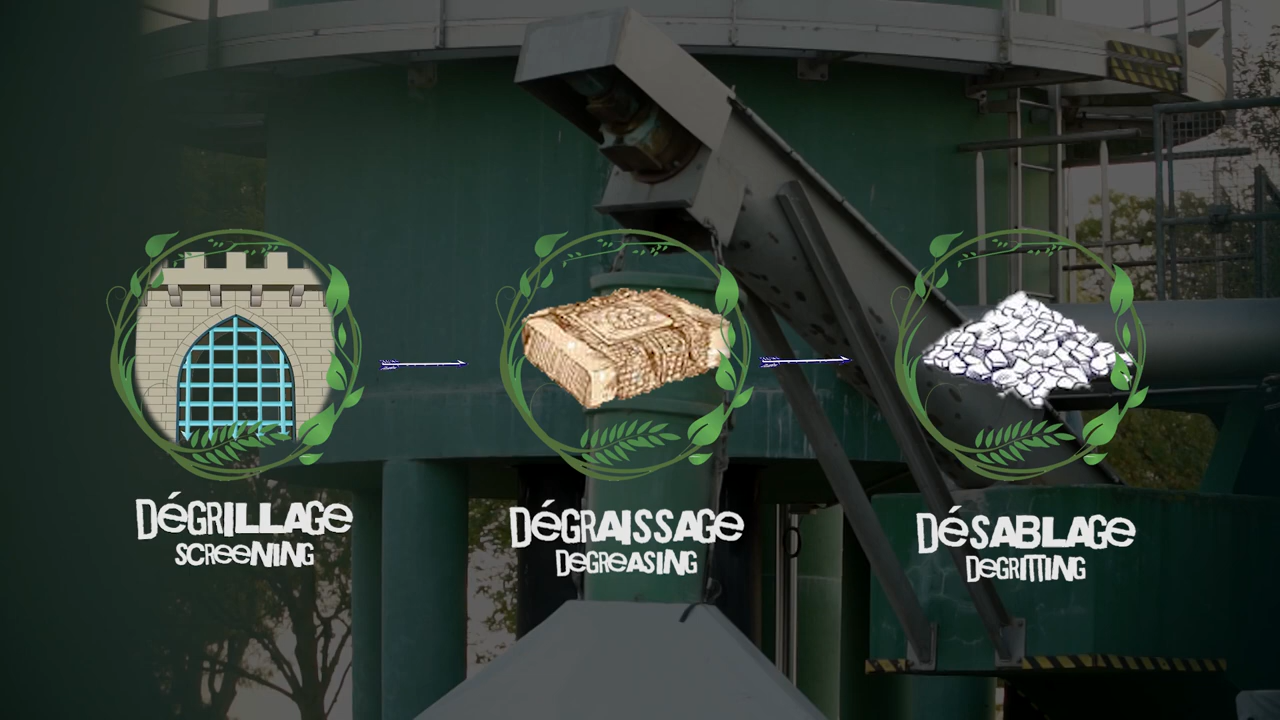 DÉGRILLAGE
SCREENING
DÉGRAISSAGE
DEGREASING
DÉSABLAGE
DEGRITTING